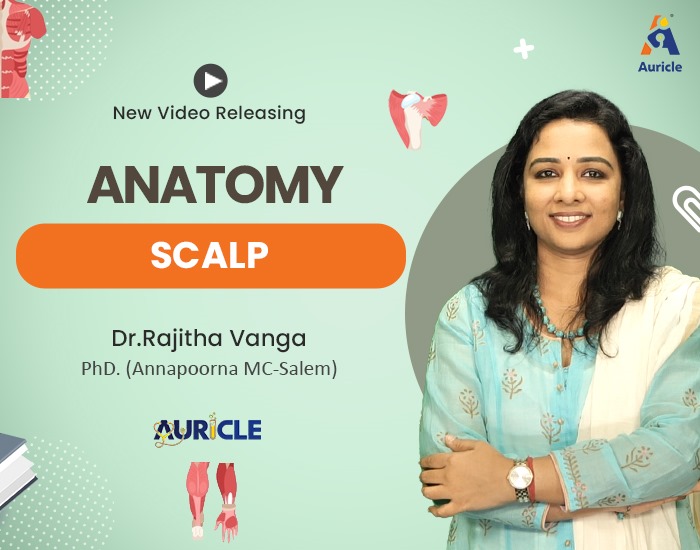 Auricle
New Video Releasing
ANATOMY
SCALP
Dr.Rajitha Vanga
PhD. (Annapoorna MC-Salem)
AURICLE